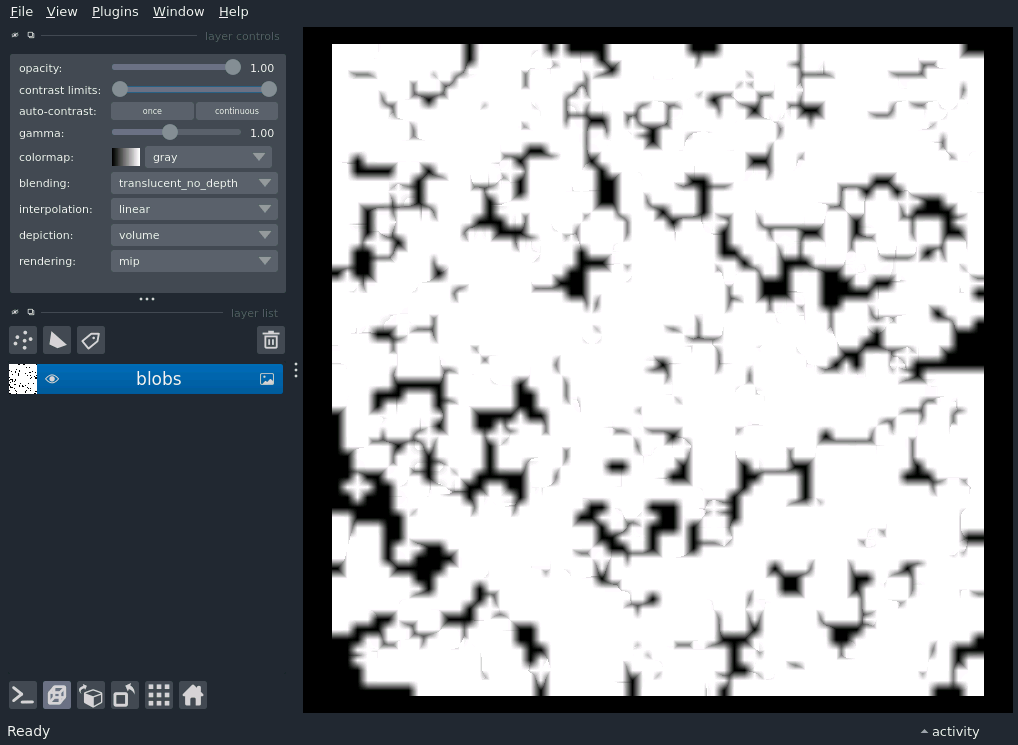 File View Plugins Window Help
layer controls
opacity: 1.00
contrast limits:
auto-contrast: once continuous
gamma: 1.00
colormap: gray
blending: translucent_no_depth
interpolation: linear
depiction: volume
rendering: mip
layer list
blobs
Ready activity